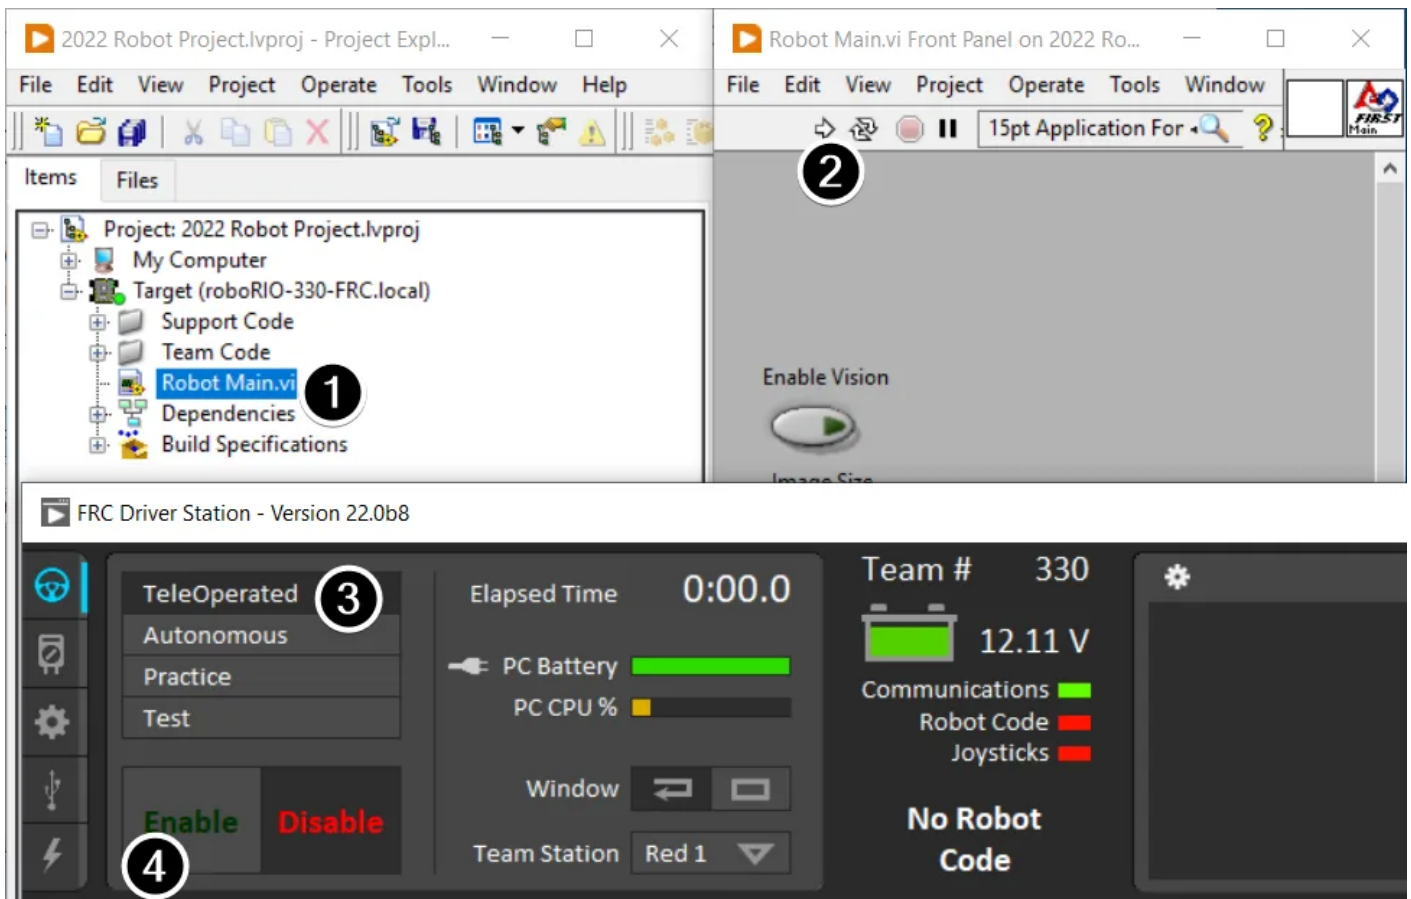 2022 Robot Project.lvproj - Project Expl...
File Edit View Project Operate Tools Window Help
Items Files
Project: 2022 Robot Project.lvproj
My Computer
Target (roboRIO-330-FRC.local)
Support Code
Team Code
Robot Main.vi
1
Dependencies
Build Specifications
Robot Main.vi Front Panel on 2022 Ro...
File Edit View Project Operate Tools Window
15pt Application For
?
FIRST
Main
2
Enable Vision
Image Size
FRC Driver Station - Version 22.0b8
TeleOperated
3
Autonomous
Practice
Test
Enable Disable
4
Elapsed Time 0:00.0
PC Battery
PC CPU %
Window
Team Station Red 1
Team # 330
12.11 V
Communications
Robot Code
Joysticks
No Robot
Code